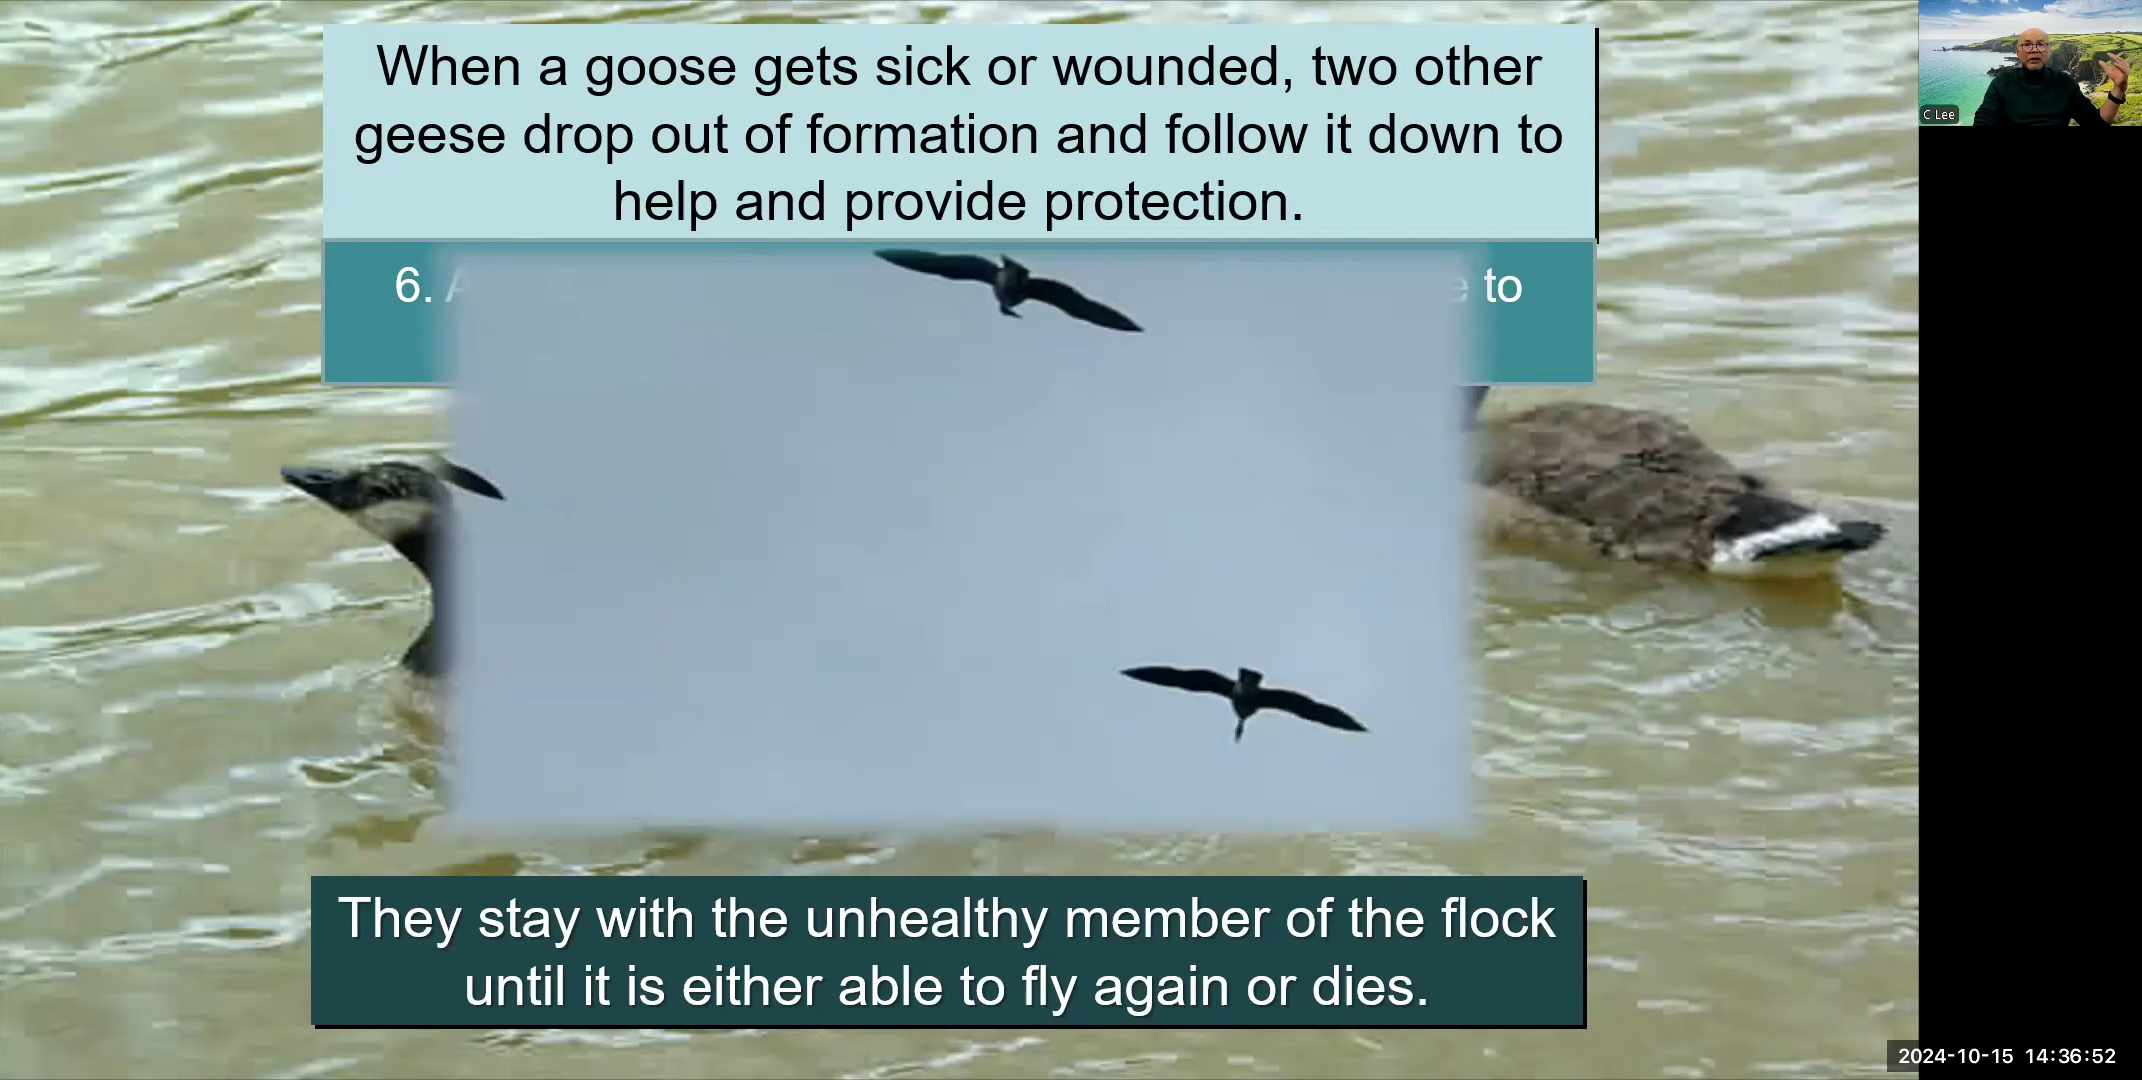 When a goose gets sick or wounded, two other
geese drop out of formation and follow it down to
help and provide protection.
6. A to
They stay with the unhealthy member of the flock
until it is either able to fly again or dies.
C Lee
2024-10-15 14:36:52